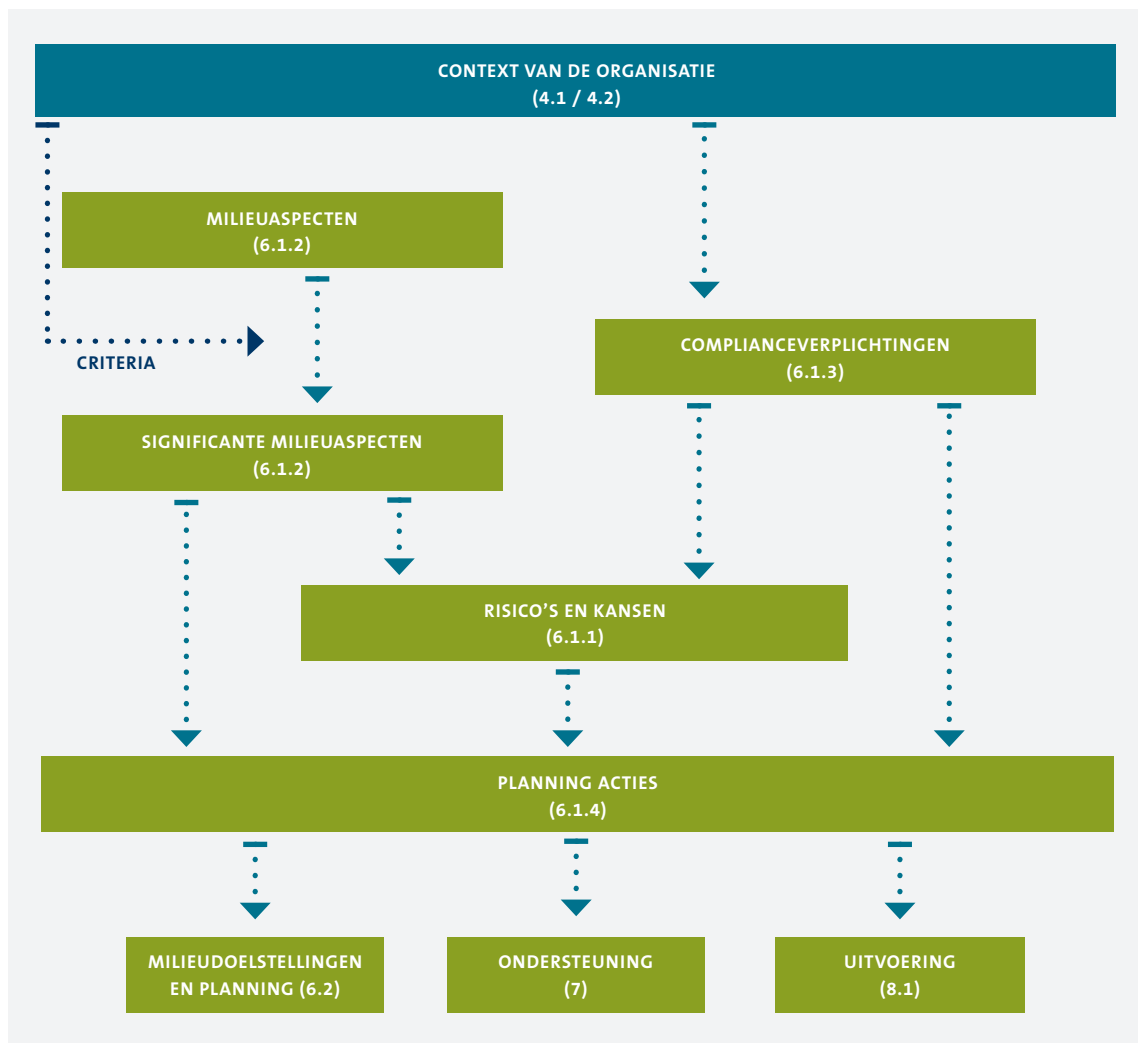 CONTEXT VAN DE ORGANISATIE
(4.1 / 4.2)
MILIEUASPECTEN
(6.1.2)
COMPLIANCEVERPLICHTINGEN
(6.1.3)
CRITERIA
SIGNIFICANTE MILIEUASPECTEN
(6.1.2)
RISICO’S EN KANSEN
(6.1.1)
PLANNING ACTIES
(6.1.4)
MILIEUDOELSTELLINGEN
EN PLANNING (6.2)
ONDERSTEUNING
(7)
UITVOERING
(8.1)